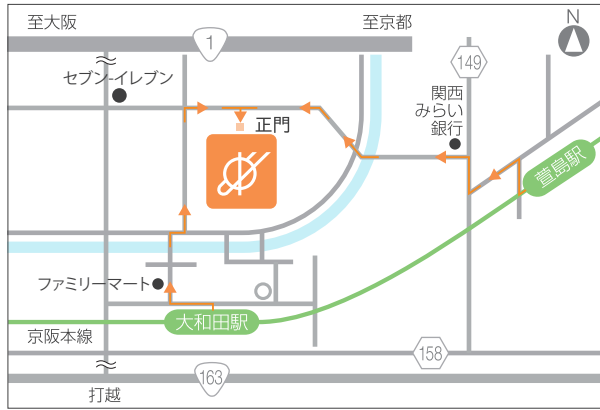 至大阪
至京都
N
1
149
セブン-イレブン
関西
みらい
銀行
正門
萱島駅
ファミリーマート
大和田駅
京阪本線
158
163
打越